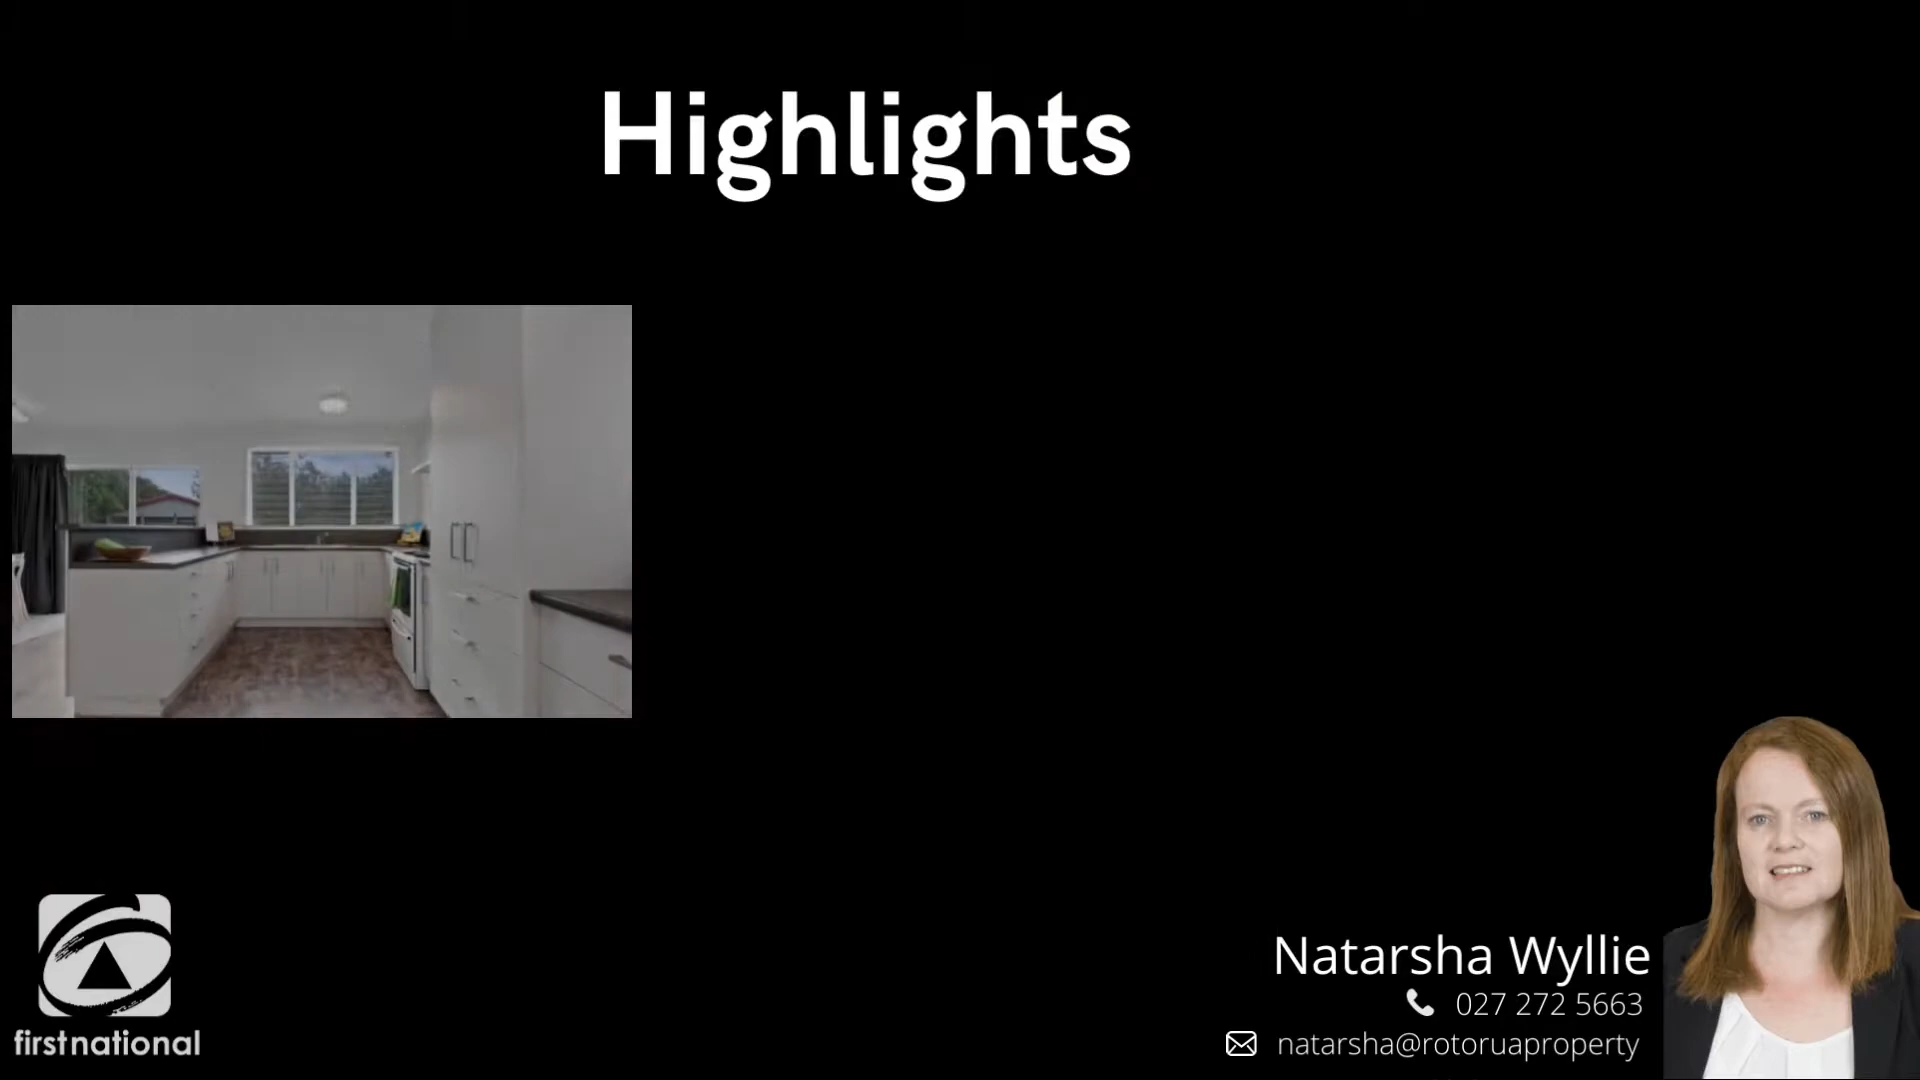 Highlights
firstnational
Natarsha Wyllie
027 272 5663
natarsha@rotoruaproperty